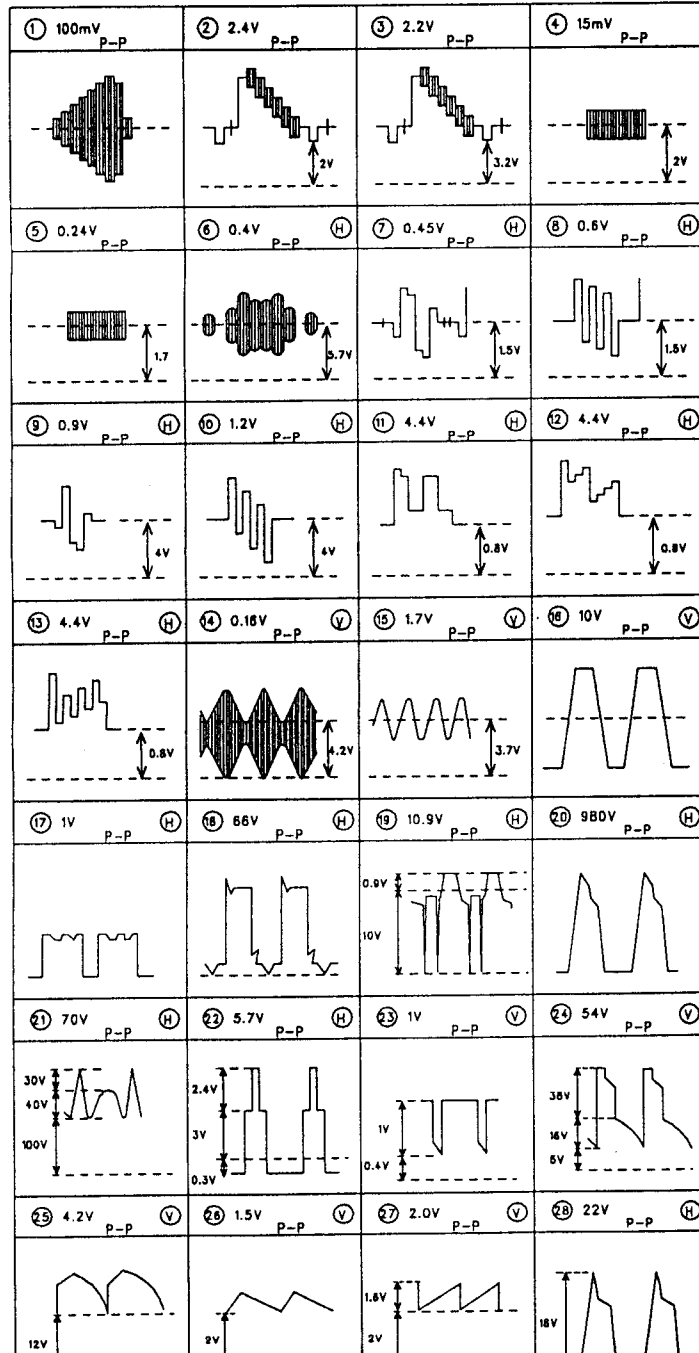 ① 100mV P-P
② 2.4V P-P
③ 2.2V P-P
④ 15mV P-P
2V
3.2V
2V
⑤ 0.24V P-P
⑥ 0.4V P-P Ⓗ
⑦ 0.45V P-P Ⓗ
⑧ 0.6V P-P Ⓗ
1.7
5.7V
1.5V
1.5V
⑨ 0.9V P-P Ⓗ
⑩ 1.2V P-P Ⓗ
⑪ 4.4V P-P Ⓗ
⑫ 4.4V P-P Ⓗ
4V
4V
0.8V
0.8V
⑬ 4.4V P-P Ⓗ
⑭ 0.16V P-P Ⓥ
⑮ 1.7V P-P Ⓥ
⑯ 10V P-P Ⓥ
0.8V
4.2V
3.7V
⑰ 1V P-P Ⓗ
⑱ 66V P-P Ⓗ
⑲ 10.9V P-P Ⓗ
⑳ 980V P-P Ⓗ
0.9V
10V
㉑ 70V P-P Ⓗ
㉒ 5.7V P-P Ⓗ
㉓ 1V P-P Ⓥ
㉔ 54V P-P Ⓥ
30V
40V
100V
2.4V
3V
0.3V
1V
0.4V
38V
16V
5V
㉕ 4.2V P-P Ⓥ
㉖ 1.5V P-P Ⓥ
㉗ 2.0V P-P Ⓥ
㉘ 22V P-P Ⓗ
12V
2V
1.8V
2V
18V